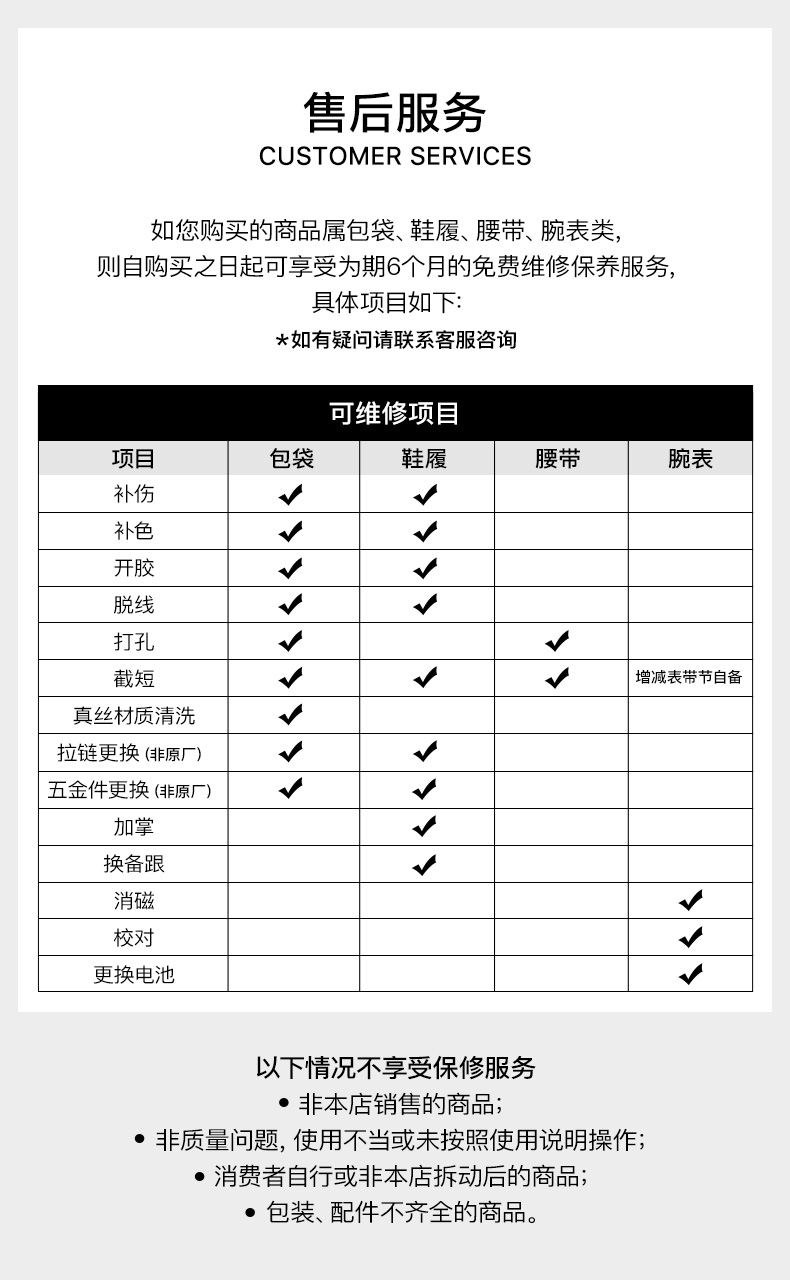 售后服务
CUSTOMER SERVICES
如您购买的商品属包袋、鞋履、腰带、腕表类,
则自购买之日起可享受为期6个月的免费维修保养服务,
具体项目如下:
*如有疑问请联系客服咨询
可维修项目
项目 包袋 鞋履 腰带 腕表
补伤 ✓ ✓
补色 ✓ ✓
开胶 ✓ ✓
脱线 ✓ ✓
打孔 ✓ ✓
截短 ✓ ✓ ✓ 增减表带节自备
真丝材质清洗 ✓
拉链更换 (非原厂) ✓ ✓
五金件更换 (非原厂) ✓ ✓
加掌 ✓
换备跟 ✓
消磁 ✓
校对 ✓
更换电池 ✓
以下情况不享受保修服务
• 非本店销售的商品;
• 非质量问题, 使用不当或未按照使用说明操作;
• 消费者自行或非本店拆动后的商品;
• 包装、配件不齐全的商品。